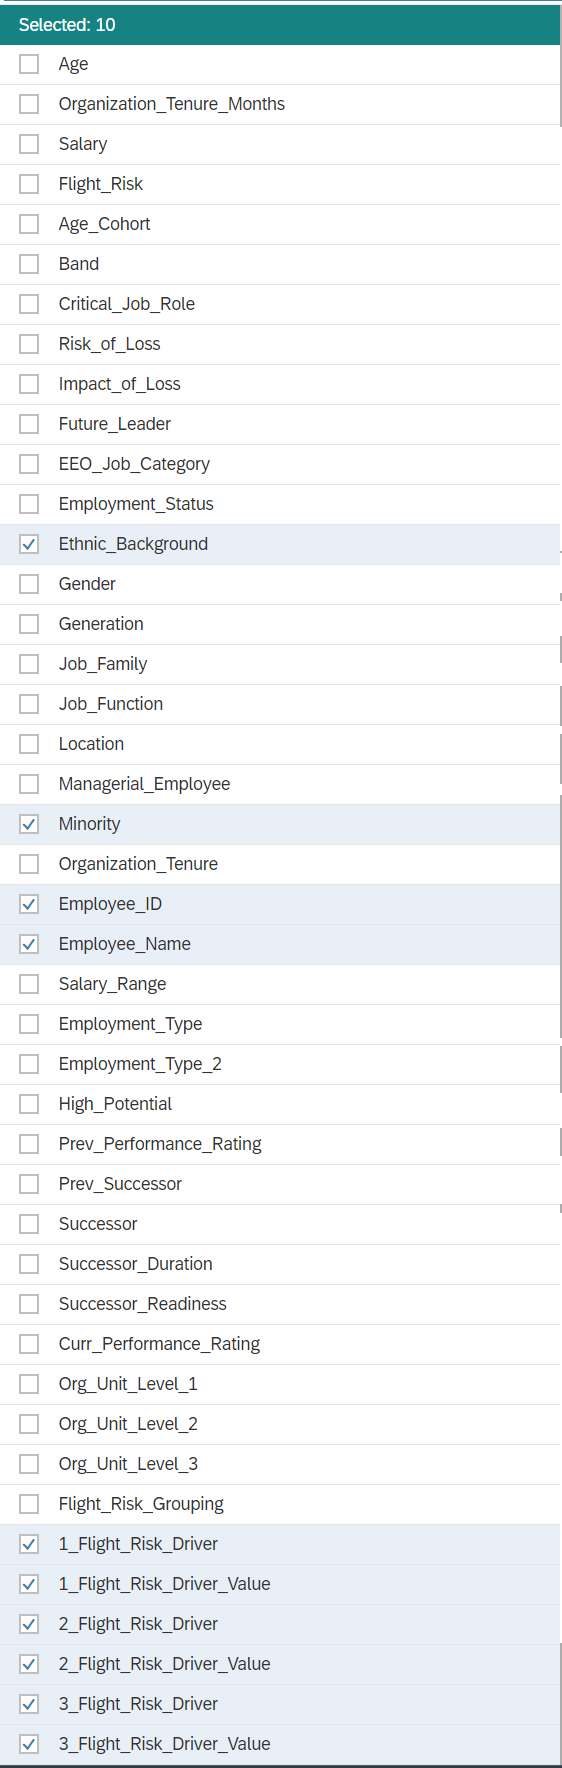 Selected: 10
Age
Organization_Tenure_Months
Salary
Flight_Risk
Age_Cohort
Band
Critical_Job_Role
Risk_of_Loss
Impact_of_Loss
Future_Leader
EEO_Job_Category
Employment_Status
Ethnic_Background
Gender
Generation
Job_Family
Job_Function
Location
Managerial_Employee
Minority
Organization_Tenure
Employee_ID
Employee_Name
Salary_Range
Employment_Type
Employment_Type_2
High_Potential
Prev_Performance_Rating
Prev_Successor
Successor
Successor_Duration
Successor_Readiness
Curr_Performance_Rating
Org_Unit_Level_1
Org_Unit_Level_2
Org_Unit_Level_3
Flight_Risk_Grouping
1_Flight_Risk_Driver
1_Flight_Risk_Driver_Value
2_Flight_Risk_Driver
2_Flight_Risk_Driver_Value
3_Flight_Risk_Driver
3_Flight_Risk_Driver_Value